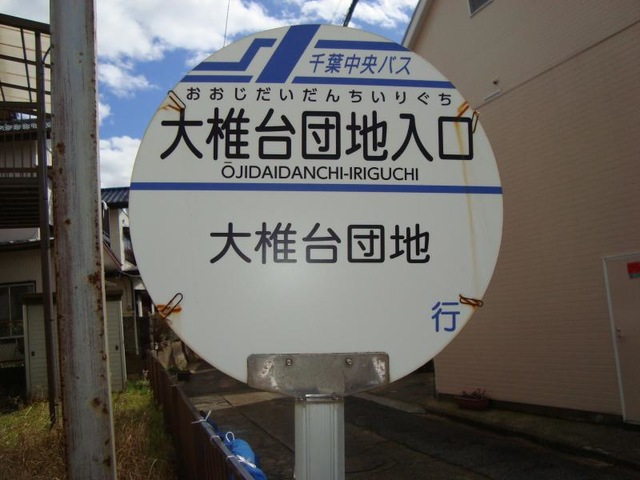 千葉中央バス
おおじだいだんちいりぐち
大椎台団地入口
ŌJIDAIDANCHI-IRIGUCHI
大椎台団地
行